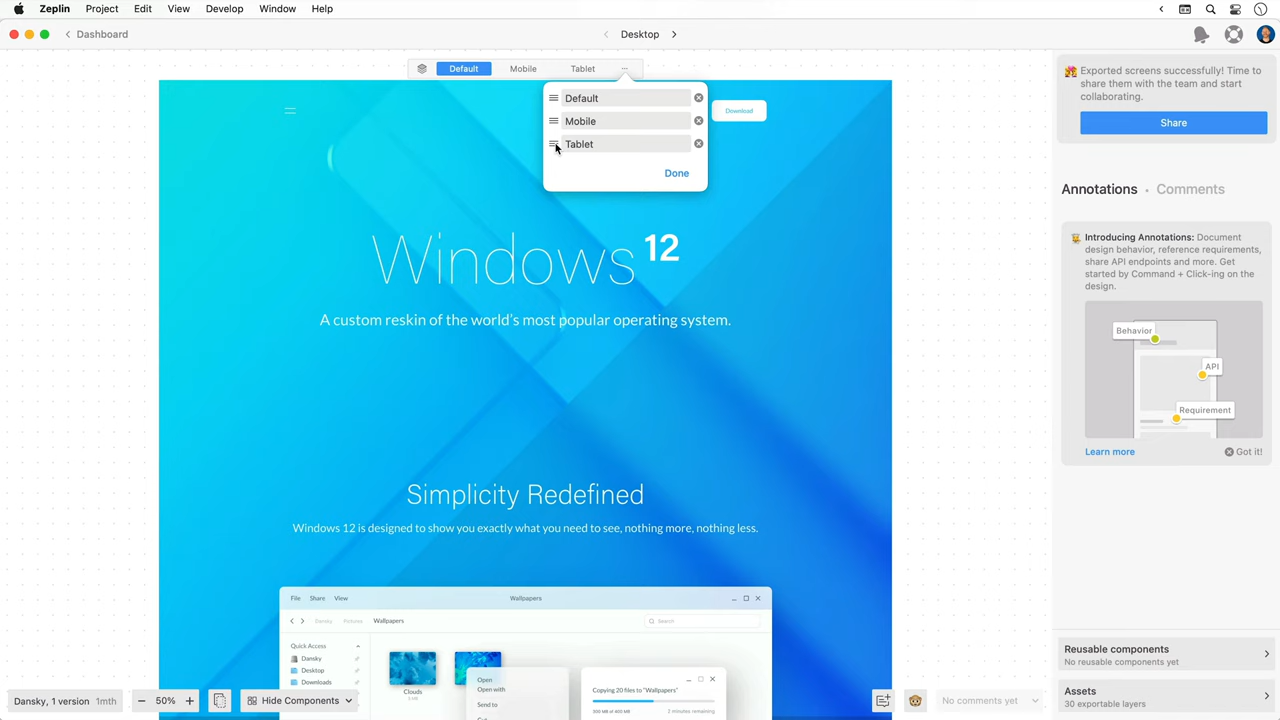 Zeplin Project Edit View Develop Window Help
Dashboard
Desktop
Default Mobile Tablet ...
Default
Mobile
Tablet
Done
Download
Windows 12
A custom reskin of the world's most popular operating system.
Simplicity Redefined
Windows 12 is designed to show you exactly what you need to see, nothing more, nothing less.
File Share View
Wallpapers
Dansky Pictures Wallpapers
Search
Quick Access
Dansky
Desktop
Downloads
Clouds
Open
Open with
Send to
Copying 20 files to "Wallpapers"
2 minutes remaining
Exported screens successfully! Time to
share them with the team and start
collaborating.
Share
Annotations Comments
Introducing Annotations: Document
design behavior, reference requirements,
share API endpoints and more. Get
started by Command + Click-ing on the
design.
Behavior
API
Requirement
Learn more
Got it!
Reusable components
No reusable components yet
Assets
30 exportable layers
Dansky, 1 version 1mth
50%
Hide Components
No comments yet